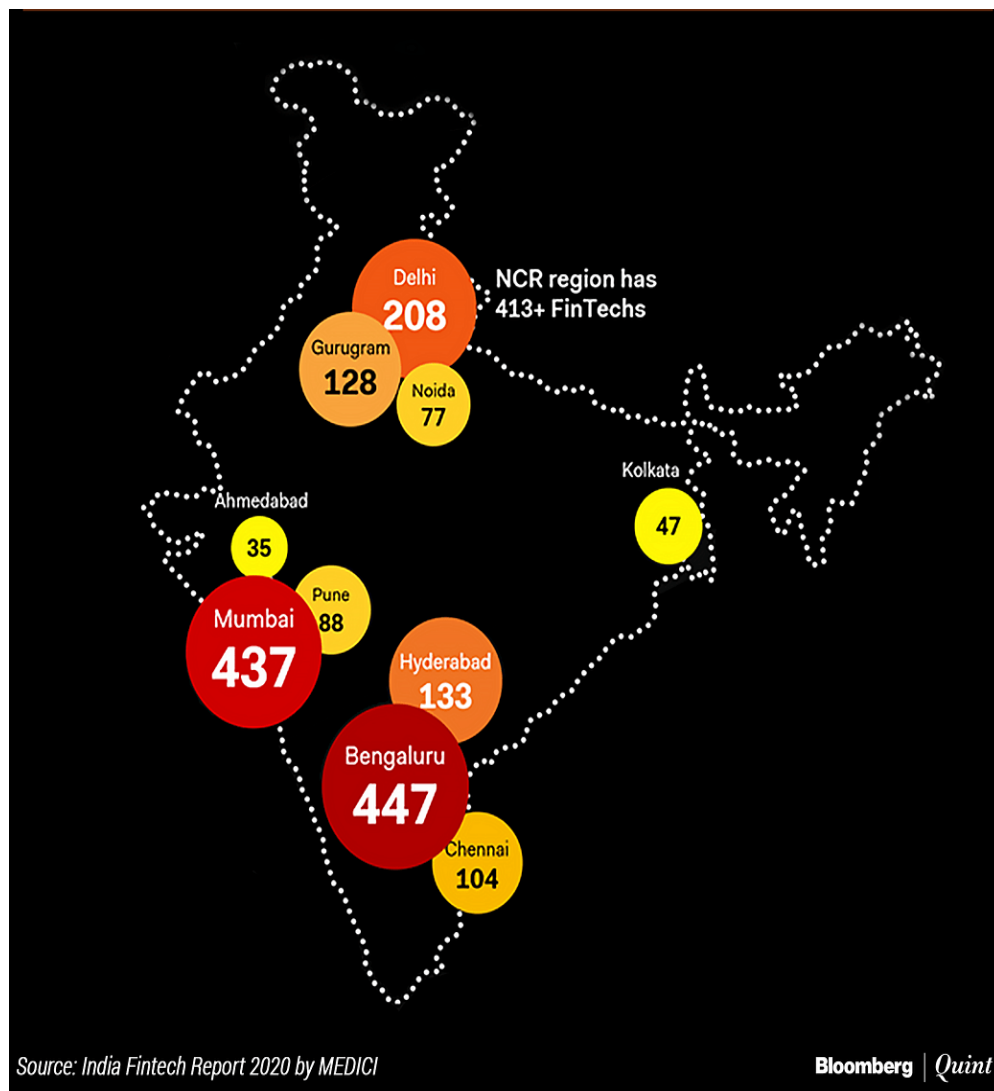 Delhi
208
NCR region has
413+ FinTechs
Gurugram
128
Noida
77
Kolkata
47
Ahmedabad
35
Pune
88
Mumbai
437
Hyderabad
133
Bengaluru
447
Chennai
104
Source: India Fintech Report 2020 by MEDICI
Bloomberg | Quint